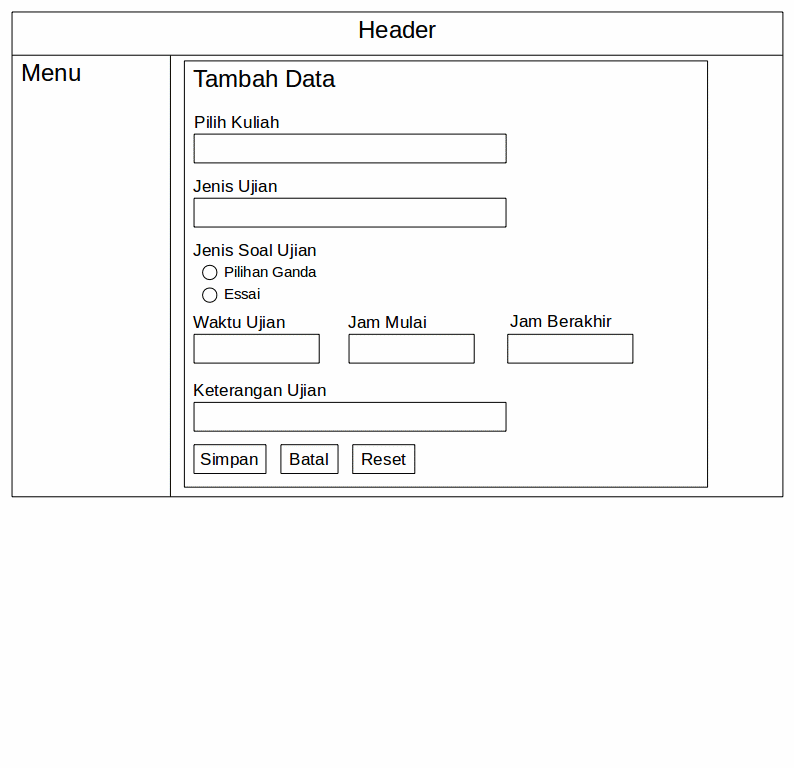 Header
Menu
Tambah Data
Pilih Kuliah
Jenis Ujian
Jenis Soal Ujian
Pilihan Ganda
Essai
Waktu Ujian Jam Mulai Jam Berakhir
Keterangan Ujian
Simpan Batal Reset